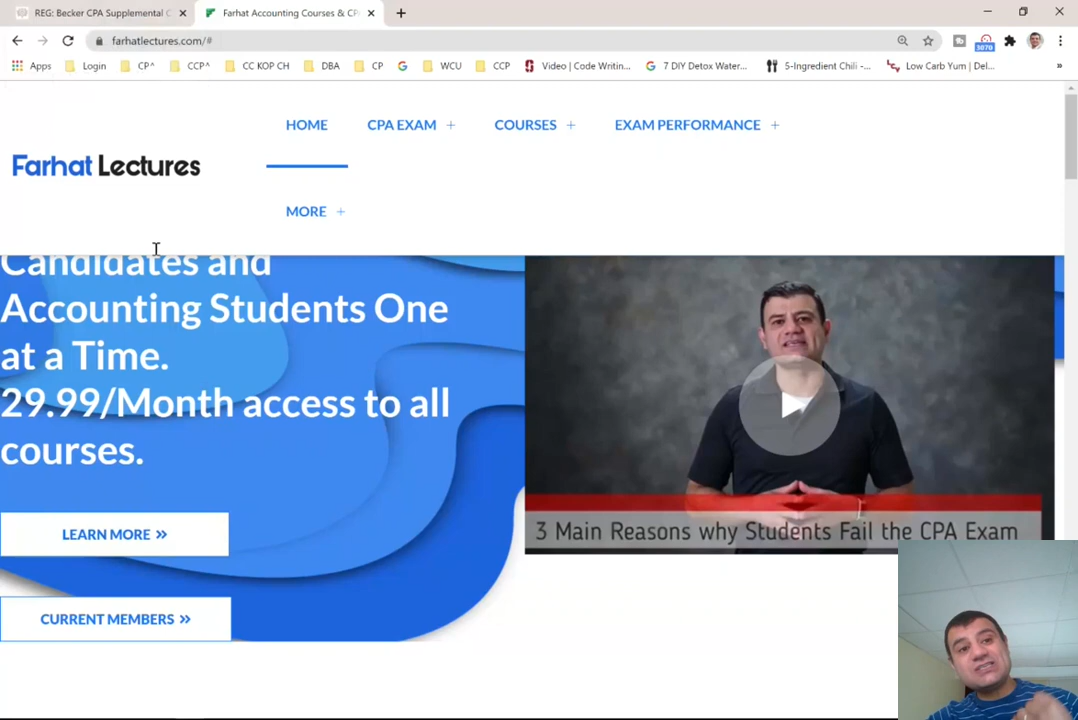 REG: Becker CPA Supplemental C
Farhat Accounting Courses & CP
farhatlectures.com/#
3070
Apps
Login
CP^
CCP^
CC KOP CH
DBA
CP
WCU
CCP
Video | Code Writin...
7 DIY Detox Water...
5-Ingredient Chili -...
Low Carb Yum | Del...
»
HOME
CPA EXAM +
COURSES +
EXAM PERFORMANCE +
Farhat Lectures
MORE +
Candidates and
Accounting Students One
at a Time.
29.99/Month access to all
courses.
LEARN MORE »
CURRENT MEMBERS »
3 Main Reasons why Students Fail the CPA Exam